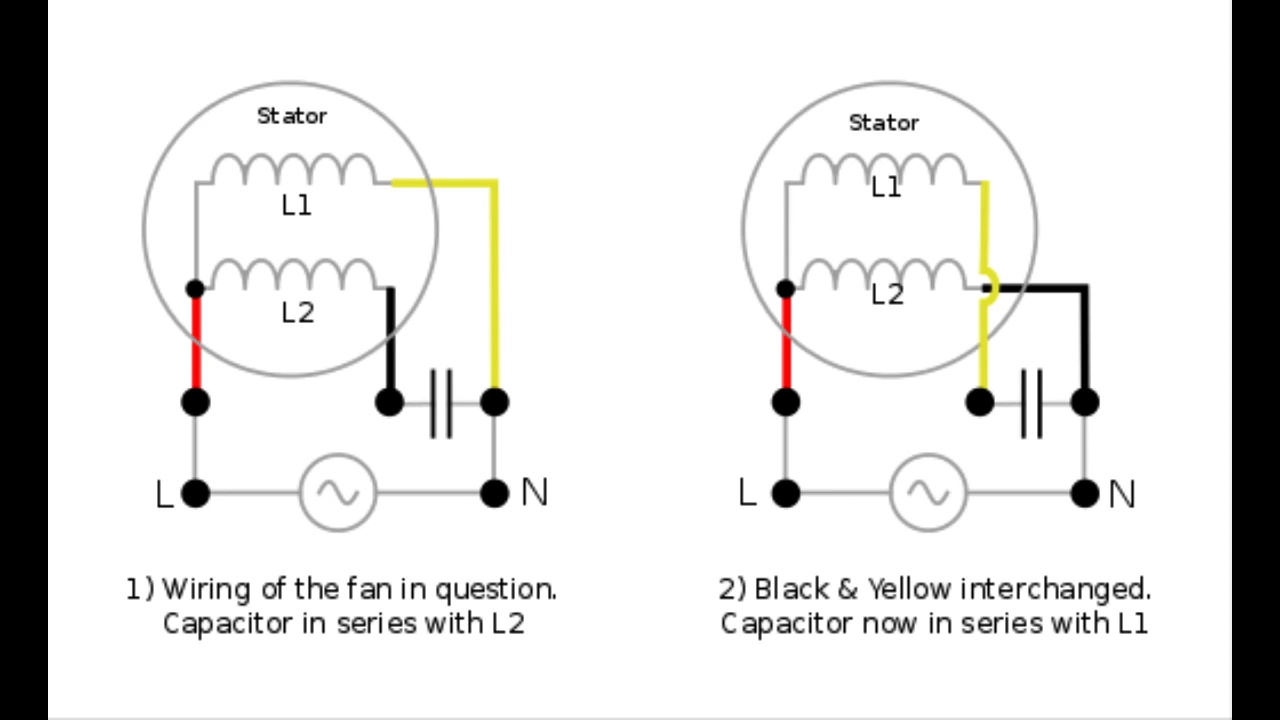 Stator
L1
L2
L
N
1) Wiring of the fan in question.
Capacitor in series with L2
Stator
L1
L2
L
N
2) Black & Yellow interchanged.
Capacitor now in series with L1